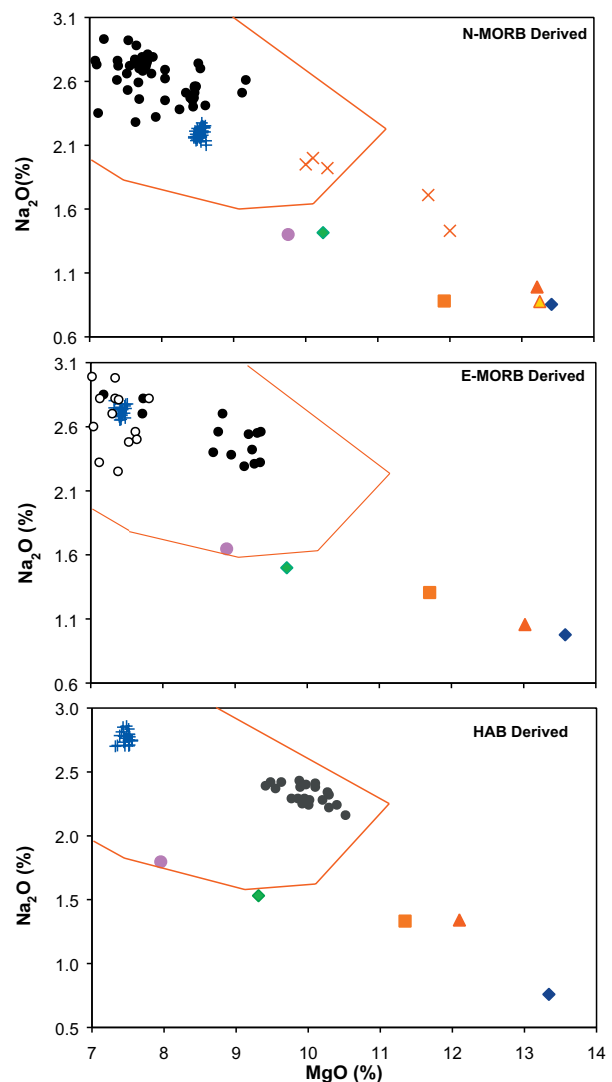 3.1
N-MORB Derived
2.6
2.1
1.6
1.1
0.6
Na2O(%)
3.1
E-MORB Derived
2.6
2.1
1.6
1.1
0.6
Na2O (%)
3.0
HAB Derived
2.5
2.0
1.5
1.0
0.5
Na2O (%)
7 8 9 10 11 12 13 14
MgO (%)